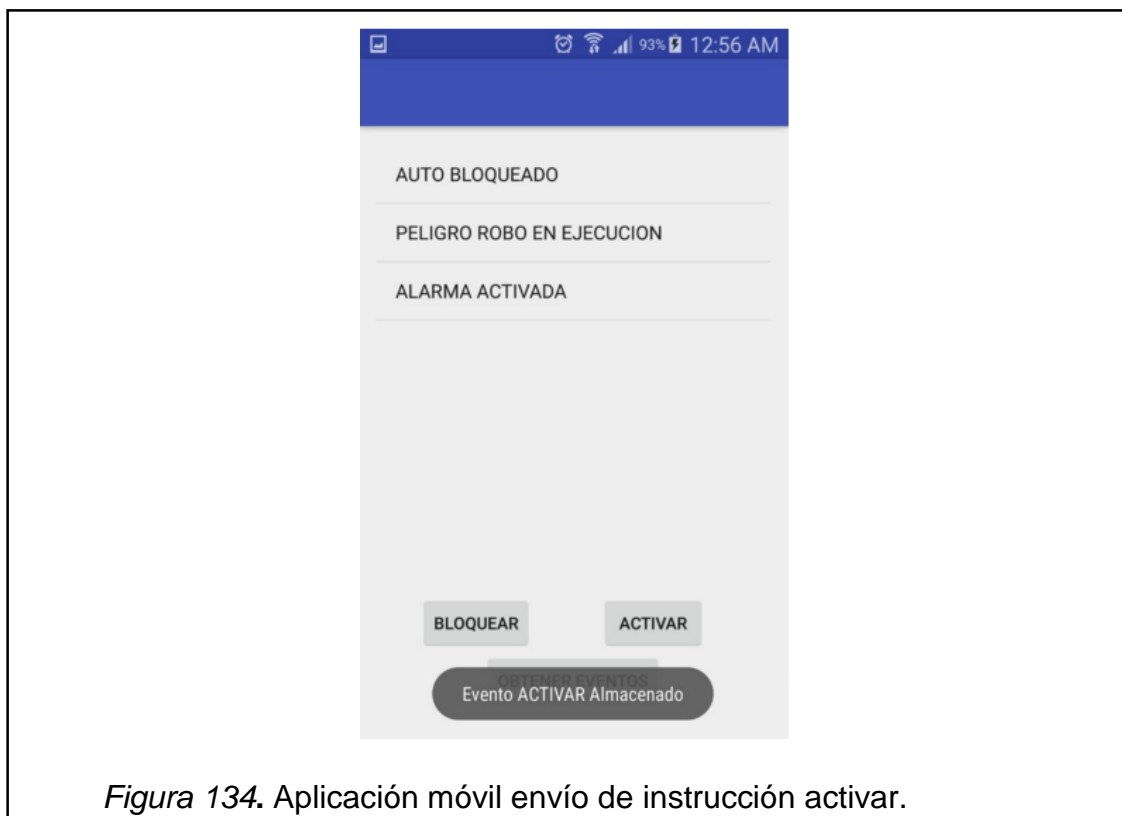 93% 12:56 AM
AUTO BLOQUEADO
PELIGRO ROBO EN EJECUCION
ALARMA ACTIVADA
BLOQUEAR ACTIVAR
OBTENER EVENTOS
Evento ACTIVAR Almacenado
Figura 134. Aplicación móvil envío de instrucción activar.